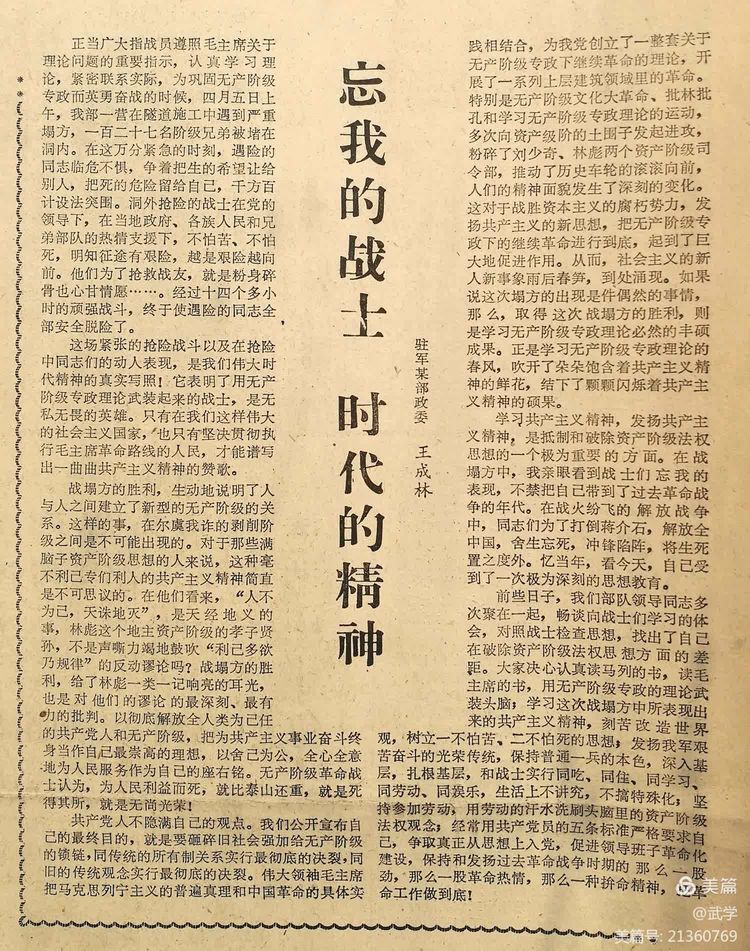 忘我的战士 时代的精神
驻军某部政委 王成林
正当广大指战员遵照毛主席关于
理论问题的重要指示，认真学习理
论，紧密联系实际，为巩固无产阶级
专政而英勇奋战的时候，四月五日上
午，我部一营在隧道施工中遇到严重
塌方，一百二十七名阶级兄弟被堵在
洞内。在这万分紧急的时刻，遇险的
同志临危不惧，争着把生的希望让给
别人，把死的危险留给自己，千方百
计设法突围。洞外抢险的战士在党的
领导下，在当地政府、各族人民和兄
弟部队的热情支援下，不怕苦、不怕
死，明知征途有艰险，越是艰险越向
前。他们为了抢救战友，就是粉身碎
骨也心甘情愿……。经过十四个多小
时的顽强战斗，终于使遇险的同志全
部安全脱险了。
这场紧张的抢险战斗以及在抢险
中同志们的动人表现，是我们伟大时
代精神的真实写照！它表明了用无产
阶级专政理论武装起来的战士，是无
私无畏的英雄。只有在我们这样伟大
的社会主义国家，也只有坚决贯彻执
行毛主席革命路线的人民，才能谱写
出一曲曲共产主义精神的赞歌。
战塌方的胜利，生动地说明了人
与人之间建立了新型的无产阶级的关
系。这样的事，在尔虞我诈的剥削阶
级之间是不可能出现的。对于那些满
脑子资产阶级思想的人来说，这种毫
不利己专们利人的共产主义精神简直
是不可思议的。在他们看来，“人不
为己，天诛地灭”，是天经地义的
事，林彪这个地主资产阶级的孝子贤
孙，不是声嘶力竭地鼓吹“利己多欲
乃规律”的反动谬论吗？战塌方的胜
利，给了林彪一类一记响亮的耳光，
也是对他们的谬论的最深刻、最有
力的批判。以彻底解放全人类为己任
的共产党人和无产阶级，把为共产主义事业奋斗终
身当作自己最崇高的理想，以舍己为公，全心全意
地为人民服务作为自己的座右铭。无产阶级革命战
士认为，为人民利益而死，就比泰山还重，就是死
得其所，就是无尚光荣！
共产党人不隐满自己的观点。我们公开宣布自
己的最终目的，就是要砸碎旧社会强加给无产阶级
的锁链，同传统的所有制关系实行最彻底的决裂，同
旧的传统观念实行最彻底的决裂。伟大领袖毛主席
把马克思列宁主义的普遍真理和中国革命的具体实
践相结合，为我党创立了一整套关于
无产阶级专政下继续革命的理论，开
展了一系列上层建筑领域里的革命。
特别是无产阶级文化大革命、批林批
孔和学习无产阶级专政理论的运动，
多次向资产级阶的土围子发起进攻，
粉碎了刘少奇、林彪两个资产阶级司
令部，推动了历史车轮的滚滚向前，
人们的精神面貌发生了深刻的变化。
这对于战胜资本主义的腐朽势力，发
扬共产主义的新思想，把无产阶级专
政下的继续革命进行到底，起到了巨
大地促进作用。从而，社会主义的新
人新事象雨后春笋，到处涌现。如果
说这次塌方的出现是件偶然的事情，
那么，取得这次战塌方的胜利，则
是学习无产阶级专政理论必然的丰硕
成果。正是学习无产阶级专政理论的
春风，吹开了朵朵饱含着共产主义精
神的鲜花，结下了颗颗闪烁着共产主
义精神的硕果。
学习共产主义精神，发扬共产主
义精神，是抵制和破除资产阶级法权
思想的一个极为重要的方面。在战
塌方中，我亲眼看到战士们忘我的
表现，不禁把自己带到了过去革命战
争的年代。在战火纷飞的解放战争
中，同志们为了打倒蒋介石，解放全
中国，舍生忘死，冲锋陷阵，将生死
置之度外。忆当年，看今天，自己受
到了一次极为深刻的思想教育。
前些日子，我们部队领导同志多
次聚在一起，畅谈向战士们学习的体
会，对照战士检查思想，找出了自己
在破除资产阶级法权思想方面的差
距。大家决心认真读马列的书，读毛
主席的书，用无产阶级专政的理论武
装头脑；学习这次战塌方中所表现出
来的共产主义精神，刻苦改造世界
观，树立一不怕苦、二不怕死的思想；发扬我军艰
苦奋斗的光荣传统，保持普通一兵的本色，深入基
层，扎根基层，和战士实行同吃、同住、同学习、
同劳动、同娱乐，生活上不讲究，不搞特殊化；坚
持参加劳动，用劳动的汗水洗刷头脑里的资产阶级
法权观念；经常用共产党员的五条标准严格要求自
己，争取真正从思想上入党，促进领导班子革命化
建设，保持和发扬过去革命战争时期的那么一股
劲，那么一股革命热情，那么一种拼命精神，革
命工作做到底！
美篇
@武学
美篇号：21360769